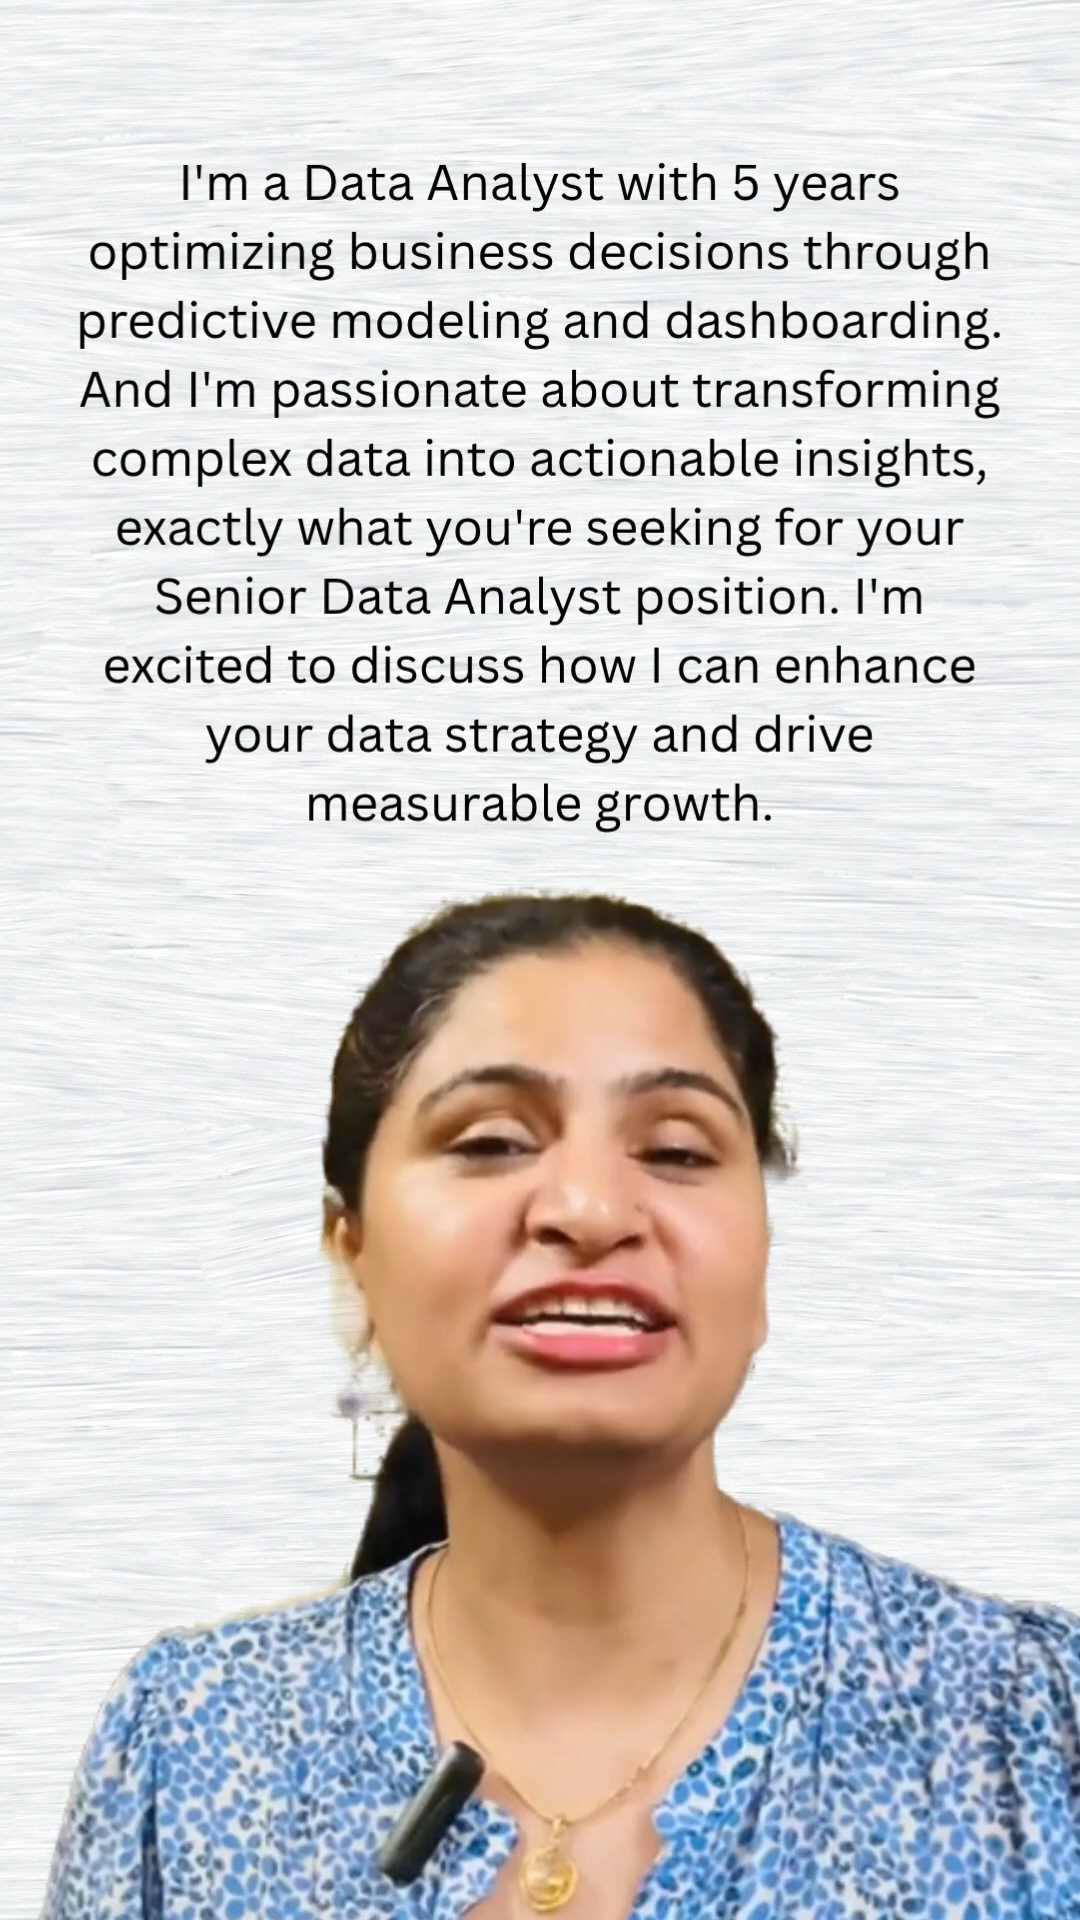 I'm a Data Analyst with 5 years
optimizing business decisions through
predictive modeling and dashboarding.
And I'm passionate about transforming
complex data into actionable insights,
exactly what you're seeking for your
Senior Data Analyst position. I'm
excited to discuss how I can enhance
your data strategy and drive
measurable growth.